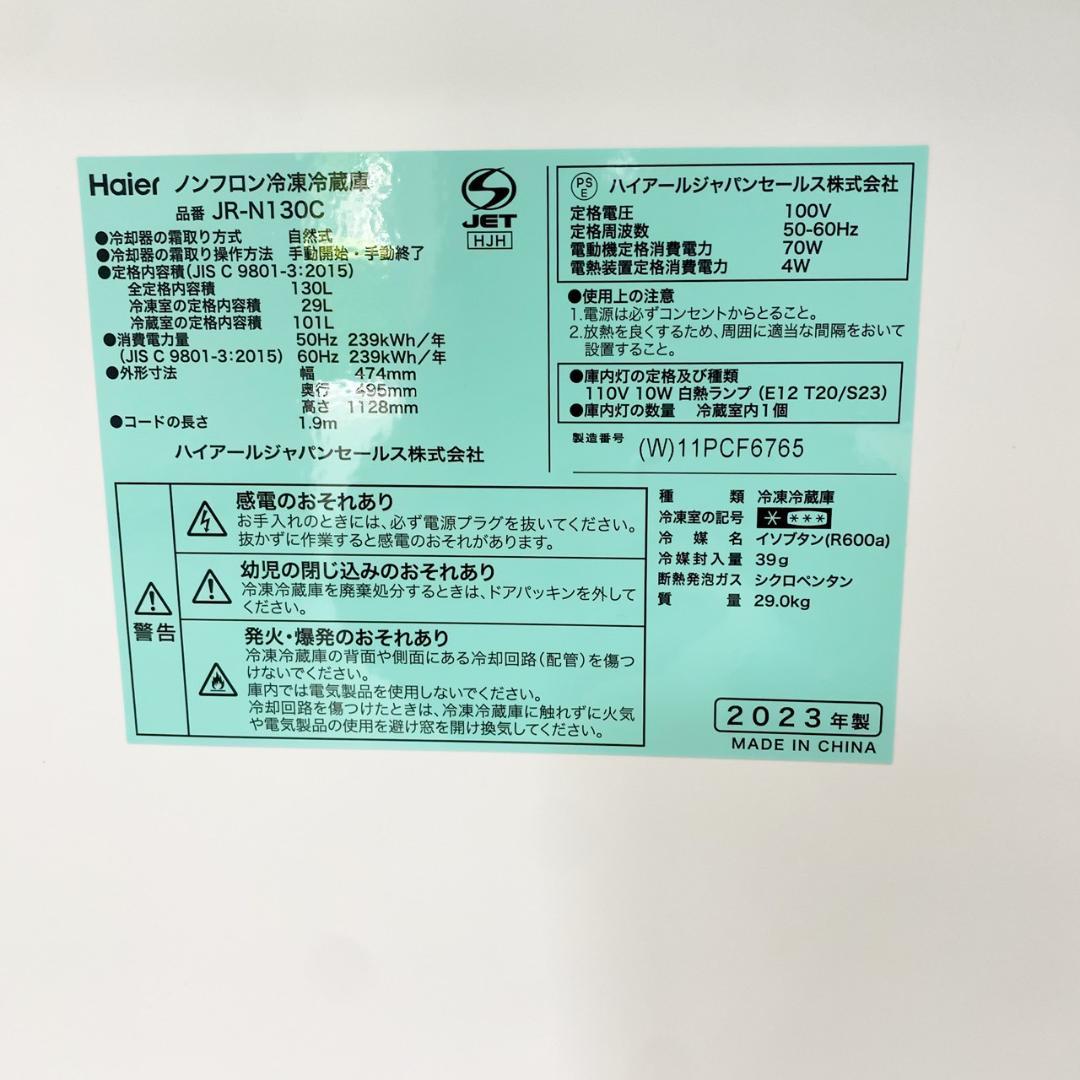 Haier ノンフロン冷凍冷蔵庫
品番 JR-N130C
JET
HJH
●冷却器の霜取り方式 自然式
●冷却器の霜取り操作方法 手動開始・手動終了
●定格内容積(JIS C 9801-3:2015)
全定格内容積 130L
冷凍室の定格内容積 29L
冷蔵室の定格内容積 101L
●消費電力量 50Hz 239kWh/年
(JIS C 9801-3:2015) 60Hz 239kWh/年
●外形寸法 幅 474mm
奥行 495mm
高さ 1128mm
●コードの長さ 1.9m
ハイアールジャパンセールス株式会社
PS
E
ハイアールジャパンセールス株式会社
定格電圧 100V
定格周波数 50-60Hz
電動機定格消費電力 70W
電熱装置定格消費電力 4W
●使用上の注意
1.電源は必ずコンセントからとること。
2.放熱を良くするため、周囲に適当な間隔をおいて
設置すること。
●庫内灯の定格及び種類
110V 10W 白熱ランプ (E12 T20/S23)
●庫内灯の数量 冷蔵室内1個
製造番号 (W)11PCF6765
警告
感電のおそれあり
お手入れのときには、必ず電源プラグを抜いてください。
抜かずに作業すると感電のおそれがあります。
幼児の閉じ込みのおそれあり
冷凍冷蔵庫を廃棄処分するときは、ドアパッキンを外して
ください。
発火・爆発のおそれあり
冷凍冷蔵庫の背面や側面にある冷却回路(配管)を傷つ
けないでください。
庫内では電気製品を使用しないでください。
冷却回路を傷つけたときは、冷凍冷蔵庫に触れずに火気
や電気製品の使用を避け窓を開け換気してください。
種類 冷凍冷蔵庫
冷凍室の記号 * ***
冷媒名 イソブタン(R600a)
冷媒封入量 39g
断熱発泡ガス シクロペンタン
質量 29.0kg
2023年製
MADE IN CHINA